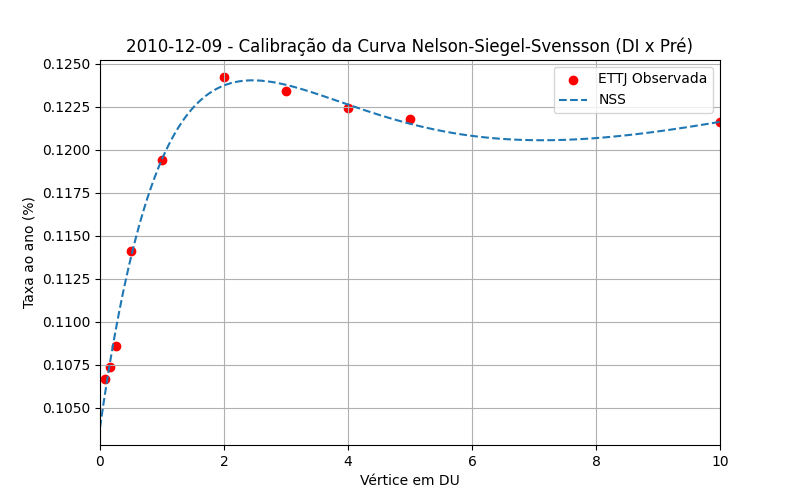 2010-12-09 - Calibração da Curva Nelson-Siegel-Svensson (DI x Pré)
ETTJ Observada
NSS
Taxa ao ano (%)
0.1250
0.1225
0.1200
0.1175
0.1150
0.1125
0.1100
0.1075
0.1050
0 2 4 6 8 10
Vértice em DU